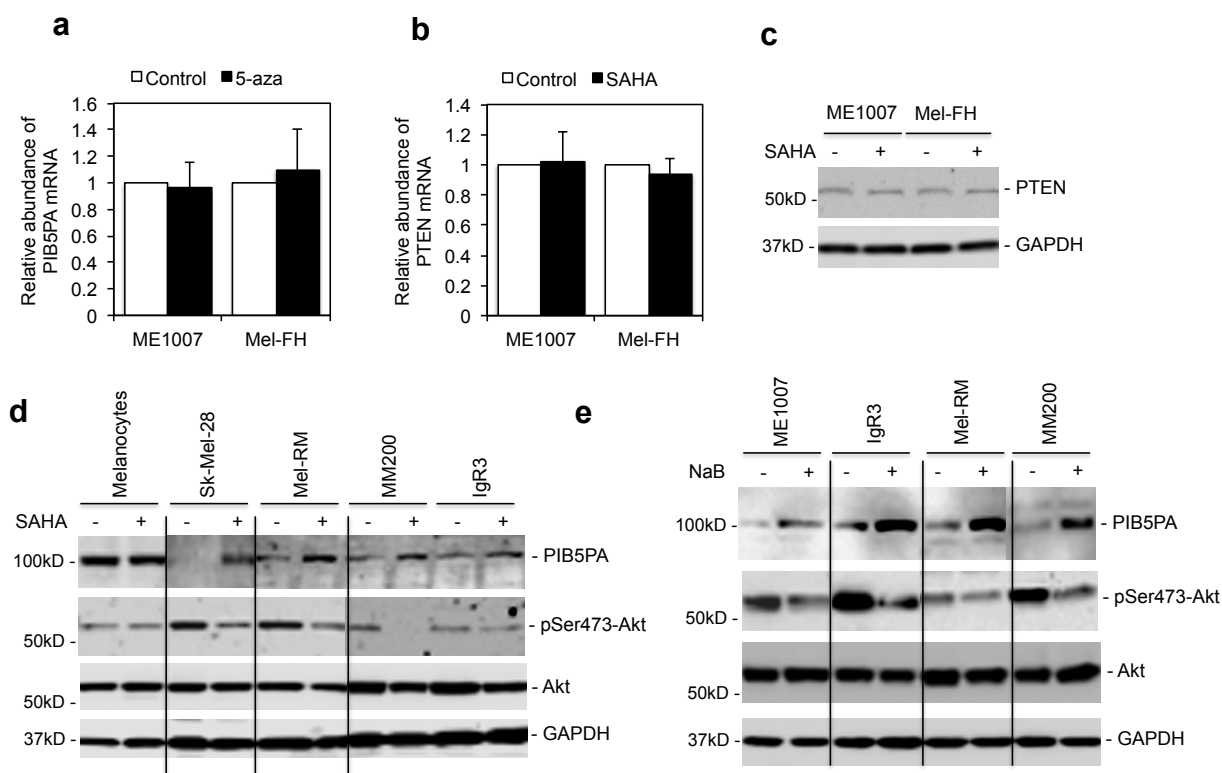 a
□Control ■5-aza
Relative abundance of
PIB5PA mRNA
1.6
1.4
1.2
1
0.8
0.6
0.4
0.2
0
ME1007 Mel-FH
b
□Control ■SAHA
Relative abundance of
PTEN mRNA
1.4
1.2
1
0.8
0.6
0.4
0.2
0
ME1007 Mel-FH
c
ME1007 Mel-FH
SAHA - + - +
50kD - - PTEN
37kD - - GAPDH
d
Melanocytes Sk-Mel-28 Mel-RM MM200 IgR3
SAHA - + - + - + - + - +
100kD - - PIB5PA
50kD - - pSer473-Akt
50kD - - Akt
37kD - - GAPDH
e
ME1007 IgR3 Mel-RM MM200
NaB - + - + - + - +
100kD - - PIB5PA
50kD - - pSer473-Akt
50kD - - Akt
37kD - - GAPDH